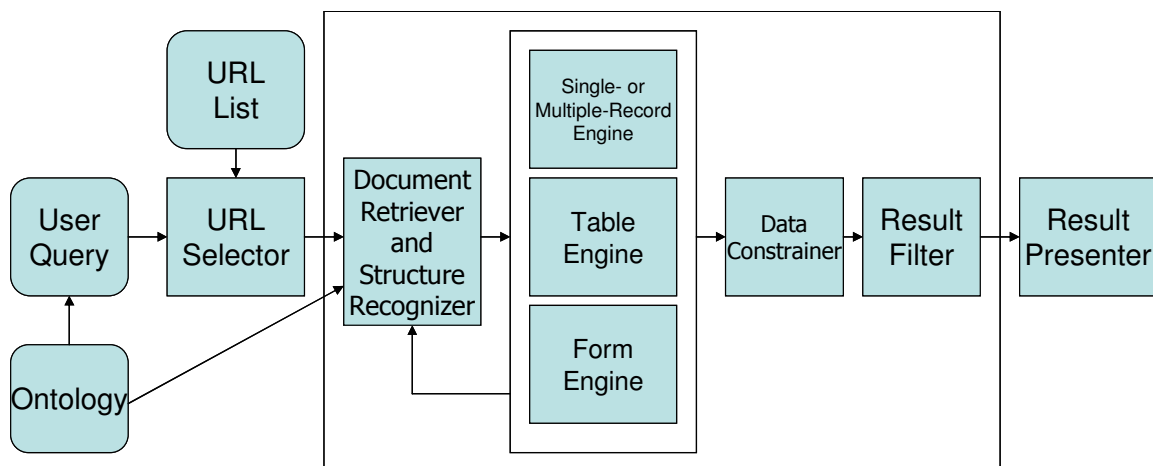 URL
List
User
Query
Ontology
URL
Selector
Document
Retriever
and
Structure
Recognizer
Single- or
Multiple-Record
Engine
Table
Engine
Form
Engine
Data
Constrainer
Result
Filter
Result
Presenter